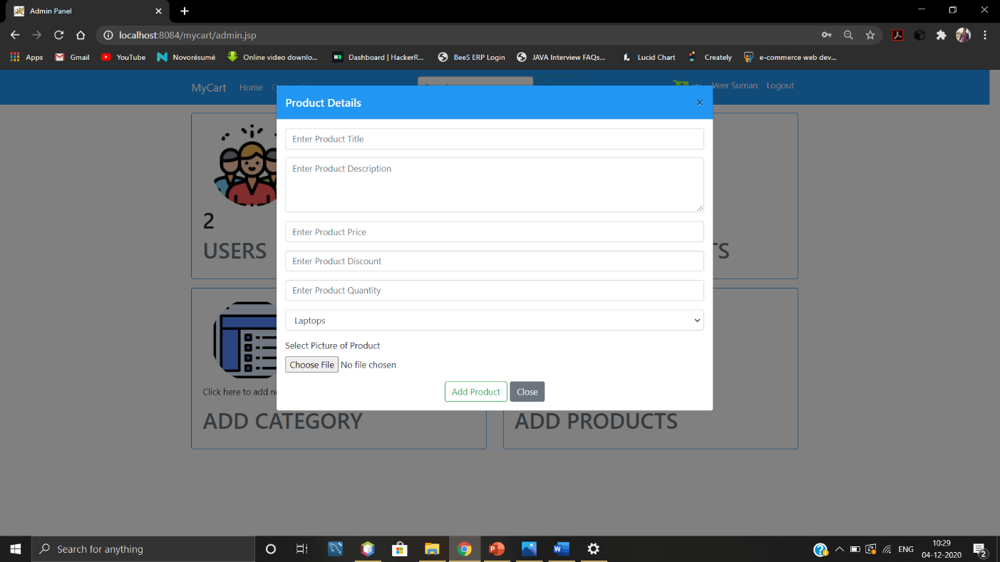 Admin Panel
localhost:8084/mycart/admin.jsp
Apps Gmail YouTube Novorésumé Online video downlo... Dashboard | HackerR... BeeS ERP Login JAVA Interview FAQs... Lucid Chart Creately e-commerce web dev...
MyCart Home Veer Suman Logout
Product Details
Enter Product Title
Enter Product Description
2
Enter Product Price
USERS TS
Enter Product Discount
Enter Product Quantity
Laptops
Select Picture of Product
Choose File No file chosen
Click here to add
Add Product Close
ADD CATEGORY ADD PRODUCTS
Search for anything
ENG
10:29
04-12-2020
2